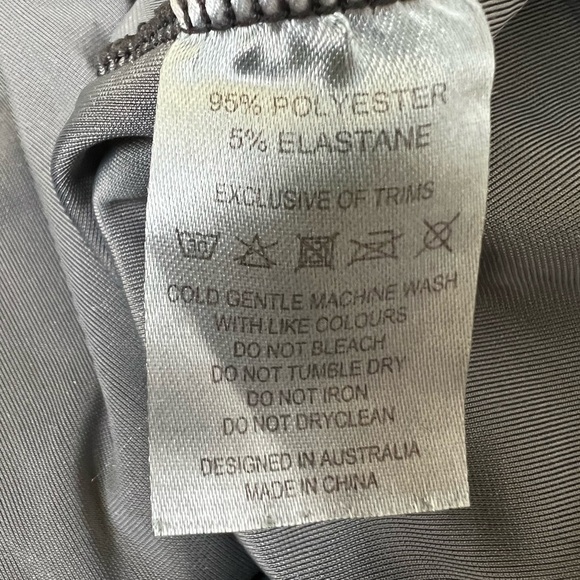 95% POLYESTER
5% ELASTANE
EXCLUSIVE OF TRIMS
30
COLD GENTLE MACHINE WASH
WITH LIKE COLOURS
DO NOT BLEACH
DO NOT TUMBLE DRY
DO NOT IRON
DO NOT DRYCLEAN
DESIGNED IN AUSTRALIA
MADE IN CHINA